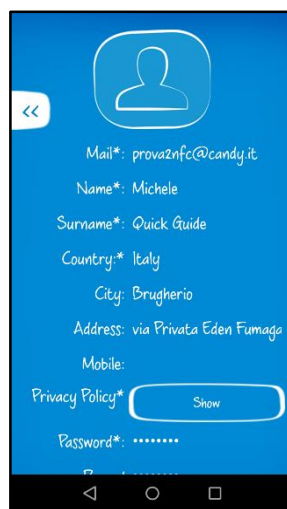 <<
Mail*: prova2nfc@candy.it
Name*: Michele
Surname*: Quick Guide
Country:* Italy
City: Brugherio
Address: via Privata Eden Fumaga
Mobile:
Privacy Policy* Show
Password*: ••••••••